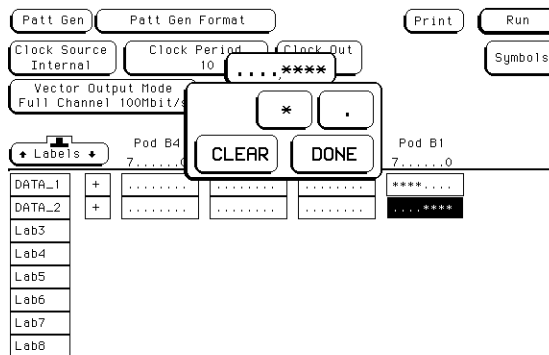 Patt Gen Patt Gen Format Print Run
Clock Source Clock Period Clock Out Symbols
Internal 10
....****
Vector Output Mode
Full Channel 100Mbit/s
* .
CLEAR DONE
Labels Pod B4 Pod B1
7......0 7......0
DATA_1 + ........ ........ ........ ****....
DATA_2 + ........ ........ ........ ....****
Lab3
Lab4
Lab5
Lab6
Lab7
Lab8